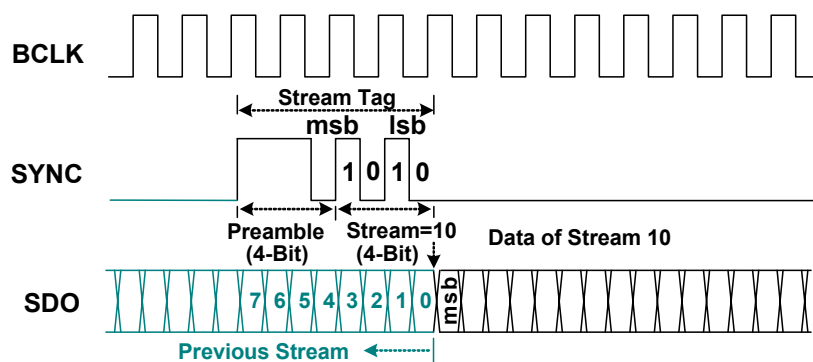 BCLK
Stream Tag
msb lsb
SYNC
1 0 1 0
Preamble
(4-Bit)
Stream=10
(4-Bit)
Data of Stream 10
SDO
7 6 5 4 3 2 1 0 msb
Previous Stream